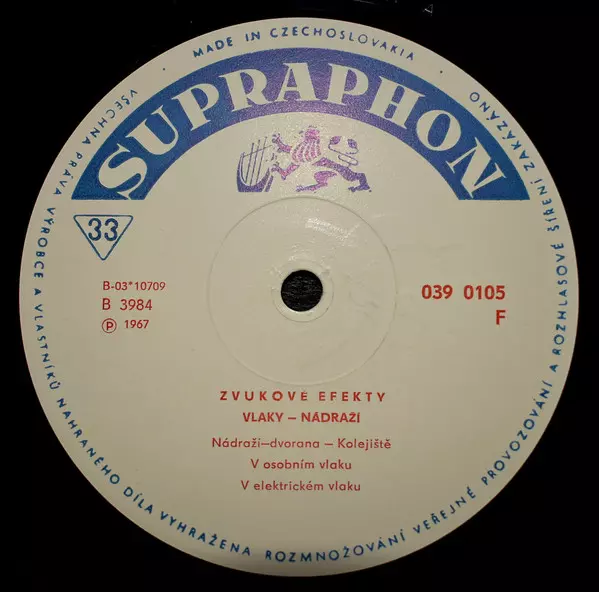 MADE IN CZECHOSLOVAKIA
VŠECHNA PRÁVA VÝROBCE A VLASTNÍKŮ NAHRANÉHO DÍLA VYHRAŽENA ROZMNOŽOVÁNÍ VEŘEJNÉ PROVOZOVÁNÍ A ROZHLASOVÉ ŠÍŘENÍ ZAKÁZÁNO
SUPRAPHON
33
B-03*10709
B 3984
Ⓟ 1967
039 0105
F
ZVUKOVÉ EFEKTY
VLAKY – NÁDRAŽÍ
Nádraží–dvorana – Kolejiště
V osobním vlaku
V elektrickém vlaku